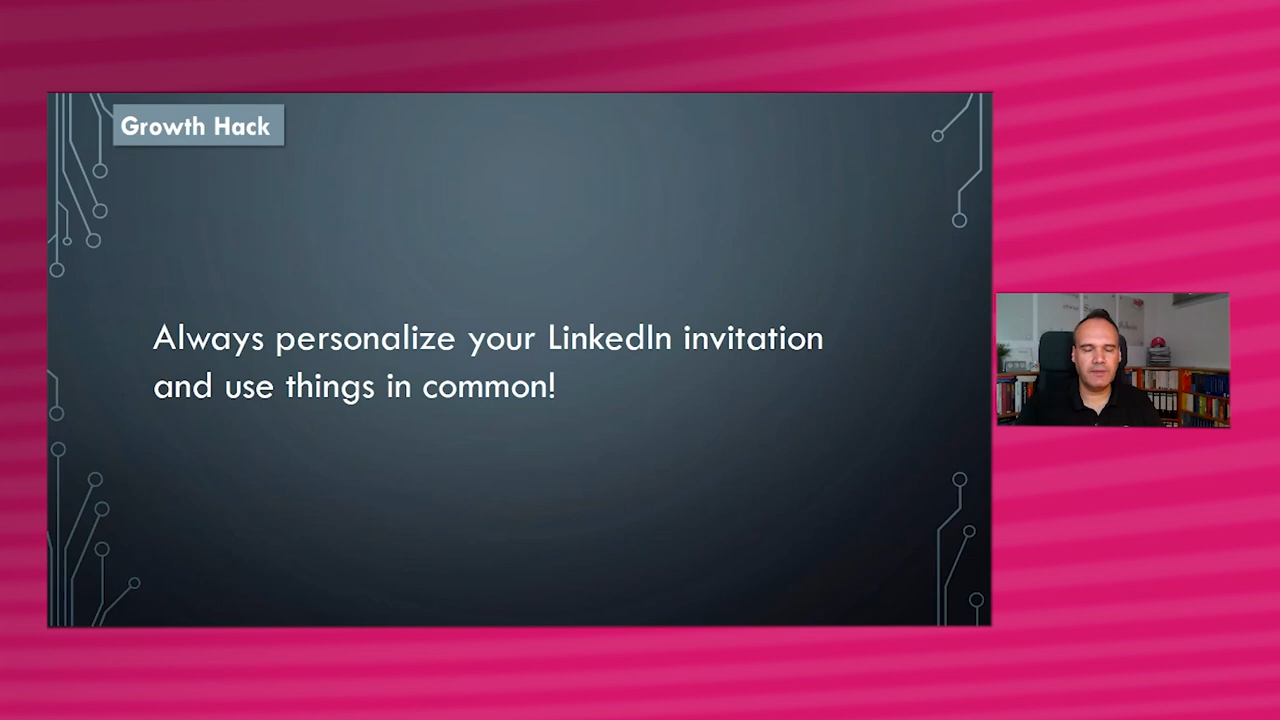 Growth Hack
Always personalize your LinkedIn invitation
and use things in common!